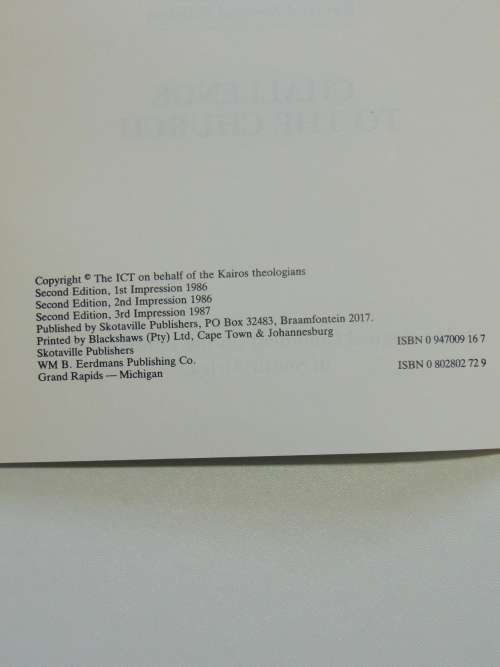 Copyright © The ICT on behalf of the Kairos theologians
Second Edition, 1st Impression 1986
Second Edition, 2nd Impression 1986
Second Edition, 3rd Impression 1987
Published by Skotaville Publishers, PO Box 32483, Braamfontein 2017.
Printed by Blackshaws (Pty) Ltd, Cape Town & Johannesburg
Skotaville Publishers ISBN 0 947009 16 7
WM B. Eerdmans Publishing Co.
Grand Rapids — Michigan ISBN 0 802802 72 9